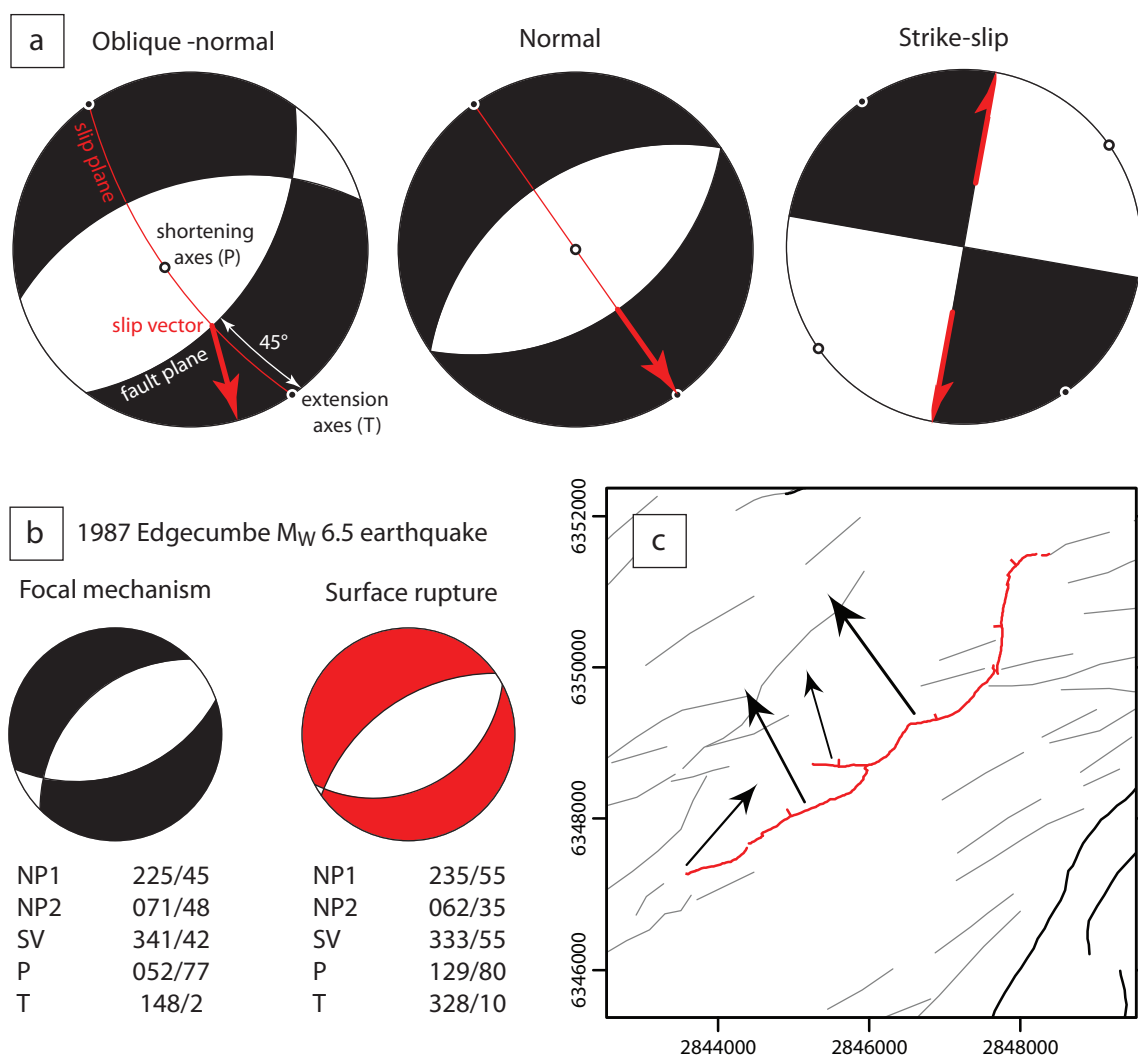 a
Oblique -normal
Normal
Strike-slip
slip plane
shortening
axes (P)
slip vector
45°
fault plane
extension
axes (T)
b
1987 Edgecumbe MW 6.5 earthquake
Focal mechanism
Surface rupture
NP1 225/45
NP2 071/48
SV 341/42
P 052/77
T 148/2
NP1 235/55
NP2 062/35
SV 333/55
P 129/80
T 328/10
c
6352000
6350000
6348000
6346000
2844000 2846000 2848000